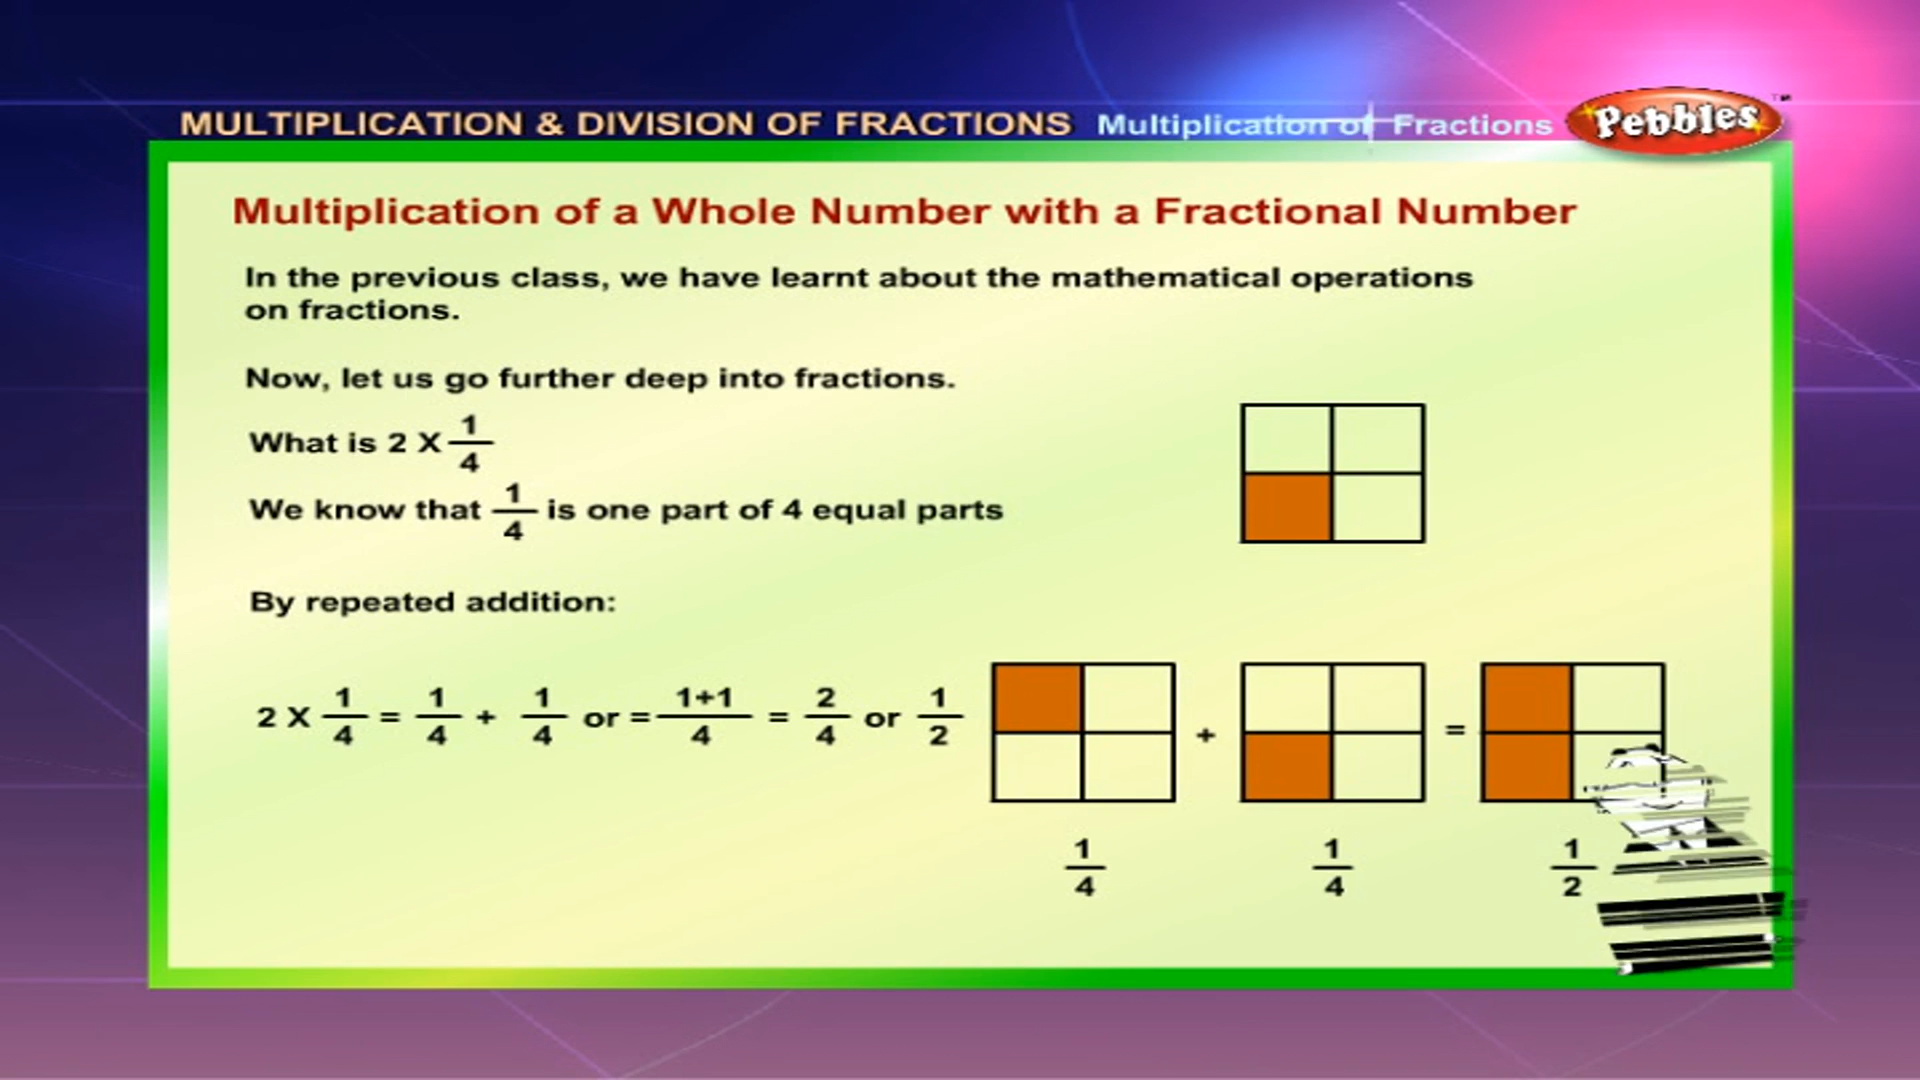 MULTIPLICATION & DIVISION OF FRACTIONS Multiplication of Fractions Pebbles™
Multiplication of a Whole Number with a Fractional Number
In the previous class, we have learnt about the mathematical operations
on fractions.
Now, let us go further deep into fractions.
What is 2 X 1/4
We know that 1/4 is one part of 4 equal parts
By repeated addition:
2 X 1/4 = 1/4 + 1/4 or = 1+1/4 = 2/4 or 1/2 + =
1/4 1/4 1/2